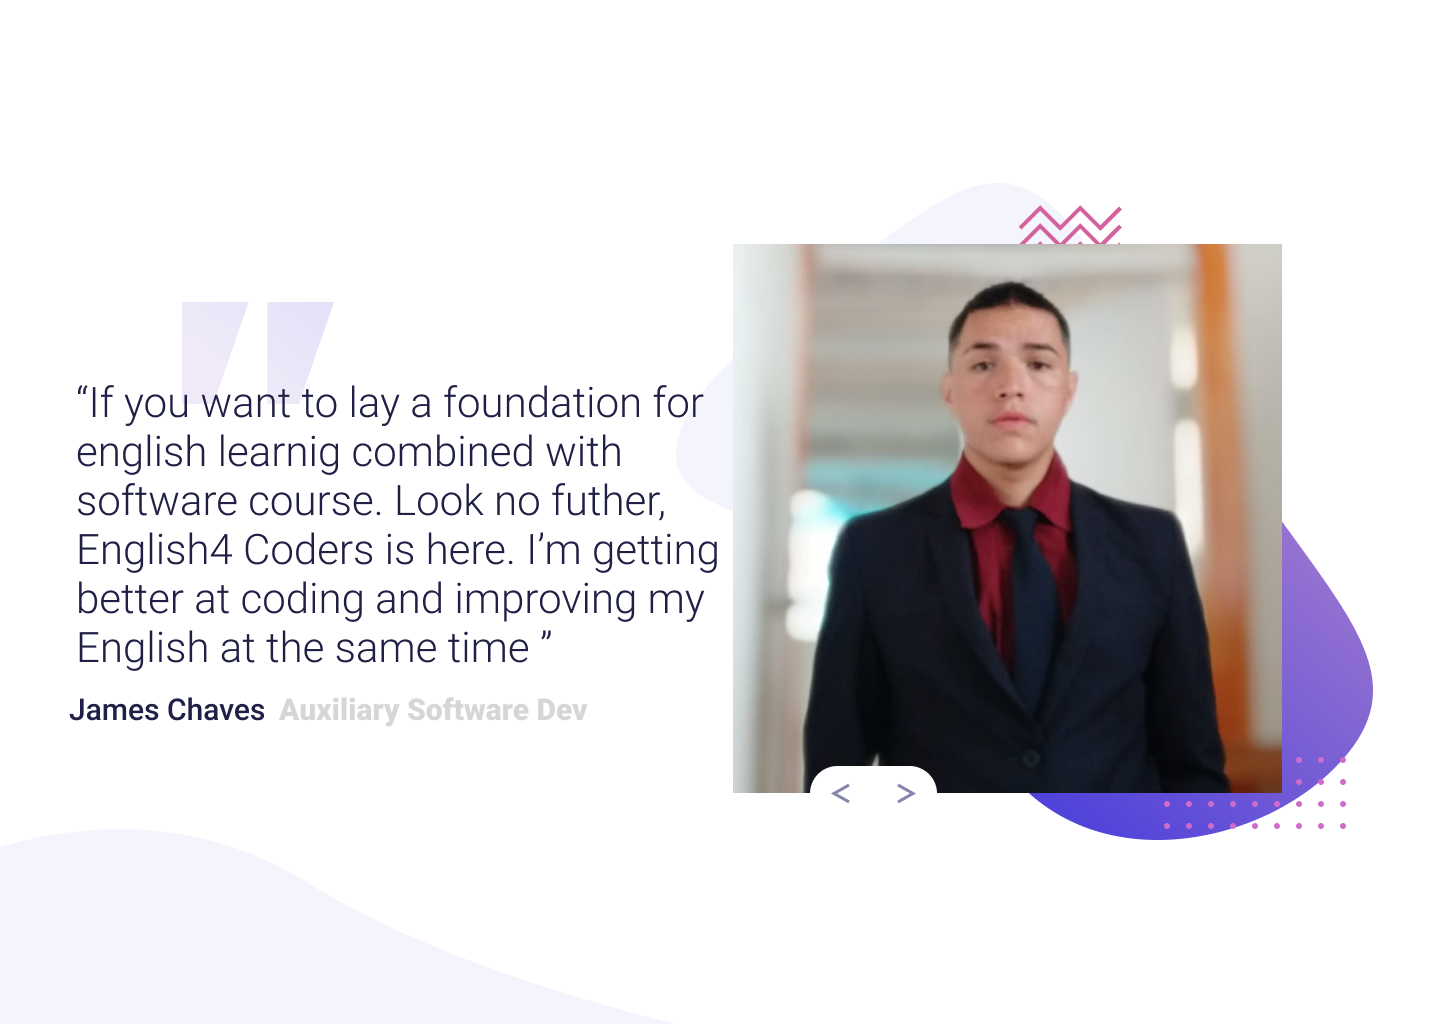 “If you want to lay a foundation for
english learnig combined with
software course. Look no futher,
English4 Coders is here. I’m getting
better at coding and improving my
English at the same time ”
James Chaves Auxiliary Software Dev